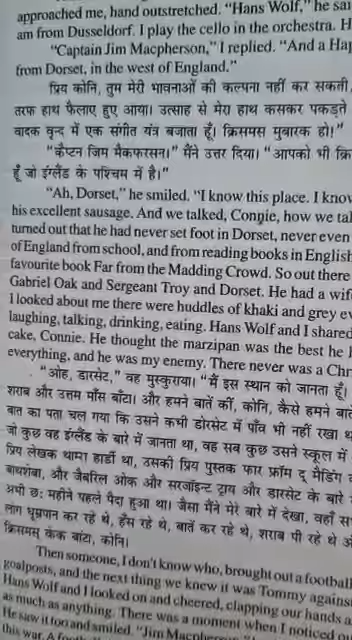 approached me, hand outstretched. "Hans Wolf," he sa
am from Dusseldorf. I play the cello in the orchestra. H
"Captain Jim Macpherson," I replied. "And a Ha
from Dorset, in the west of England."
प्रिय कोनि, तुम मेरी भावनाओं की कल्पना नहीं कर सकती
तरफ हाथ फैलाए हुए आया। उत्साह से मेरा हाथ कसकर पकड़ते
वादक वृन्द में एक संगीत यंत्र बजाता हूँ। क्रिसमस मुबारक हो!"
"कैप्टन जिम मैकफरसन।" मैंने उत्तर दिया। "आपको भी क्रि
हूँ जो इंग्लैंड के पश्चिम में है।"
"Ah, Dorset," he smiled. "I know this place. I know
his excellent sausage. And we talked, Connie, how we tal
turned out that he had never set foot in Dorset, never even
of England from school, and from reading books in English
favourite book Far from the Madding Crowd. So out there
Gabriel Oak and Sergeant Troy and Dorset. He had a wif
I looked about me there were huddles of khaki and grey ev
laughing, talking, drinking, eating. Hans Wolf and I shared
cake, Connie. He thought the marzipan was the best he l
everything, and he was my enemy. There never was a Chr
"ओह, डारसेट," वह मुस्कुराया। "मैं इस स्थान को जानता हूँ।
शराब और उत्तम माँस बाँटा। और हमने बातें कीं, कोनि, कैसे हमने बातें
बात का पता चल गया कि उसने कभी डोरसेट में पाँव भी नहीं रखा था
जो कुछ वह इंग्लैंड के बारे में जानता था, वह सब कुछ उसने स्कूल में
प्रिय लेखक थामा हार्डी था, उसकी प्रिय पुस्तक फार फ्रॉम द मैडिंग
बाथशेबा, और जैबरिल ओक और सरजॉइन्ट ट्राय और डारसेट के बारे
अभी छः महीने पहले पैदा हुआ था। जैसा मैंने मेरे बारे में देखा, वहाँ स
लोग धूम्रपान कर रहे थे, हँस रहे थे, बातें कर रहे थे, शराब पी रहे थे
क्रिसमस् केक बांटा, कोनि।
Then someone, I don't know who, brought out a football
goalposts, and the next thing we knew it was Tommy agains
Hans Wolf and I looked on and cheered, clapping our hands a
as much as anything. There was a moment when I noticed
He saw it too and smiled. "Jim Macpherson
this war. A